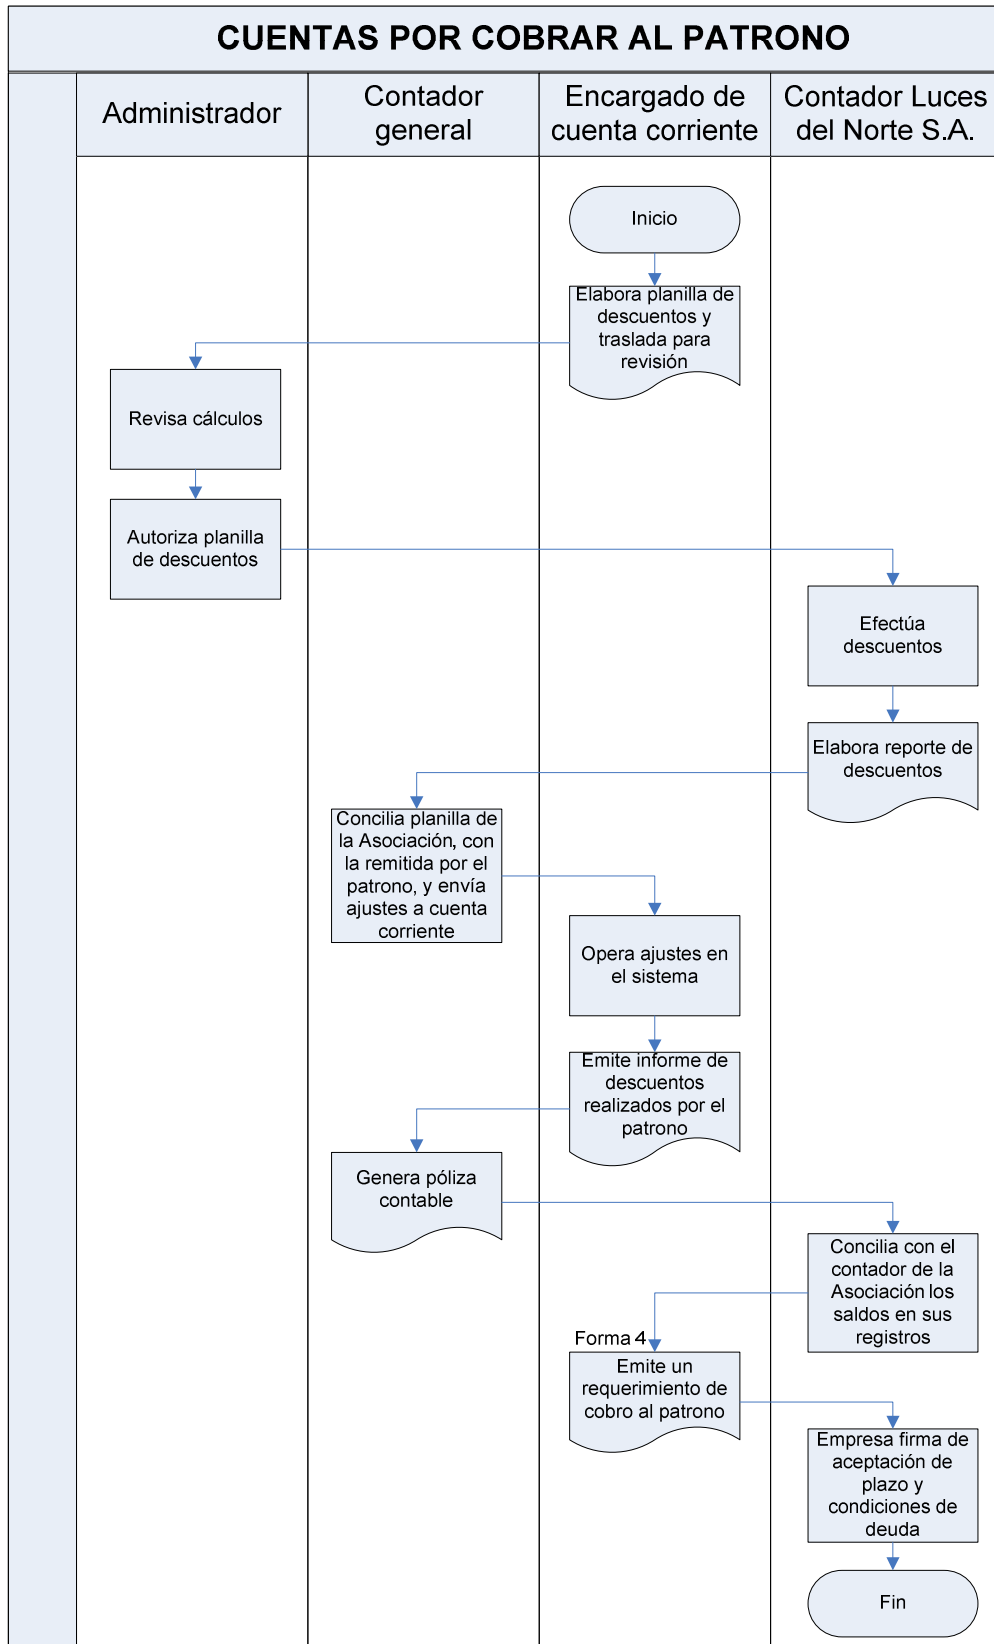 CUENTAS POR COBRAR AL PATRONO
Administrador
Contador
general
Encargado de
cuenta corriente
Contador Luces
del Norte S.A.
Inicio
Elabora planilla de
descuentos y
traslada para
revisión
Revisa cálculos
Autoriza planilla
de descuentos
Efectúa
descuentos
Elabora reporte de
descuentos
Concilia planilla de
la Asociación, con
la remitida por el
patrono, y envía
ajustes a cuenta
corriente
Opera ajustes en
el sistema
Emite informe de
descuentos
realizados por el
patrono
Genera póliza
contable
Concilia con el
contador de la
Asociación los
saldos en sus
registros
Forma 4
Emite un
requerimiento de
cobro al patrono
Empresa firma de
aceptación de
plazo y
condiciones de
deuda
Fin